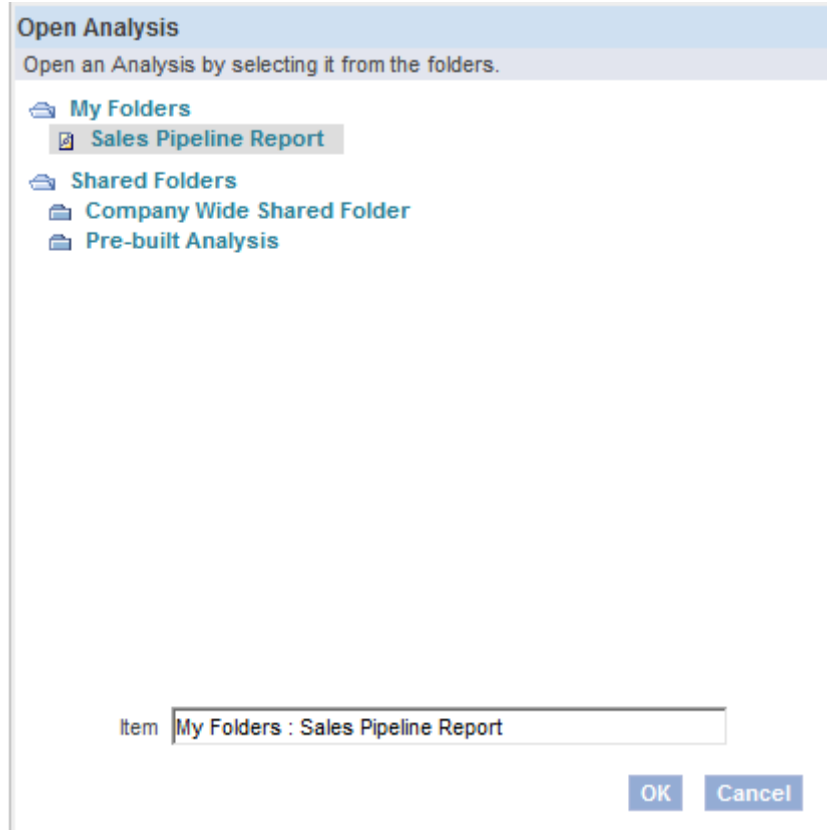 Open Analysis
Open an Analysis by selecting it from the folders.
My Folders
Sales Pipeline Report
Shared Folders
Company Wide Shared Folder
Pre-built Analysis
Item My Folders : Sales Pipeline Report
OK Cancel